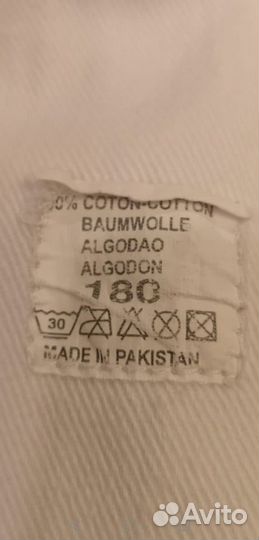 0% COTON-COTTON
BAUMWOLLE
ALGODAO
ALGODON
180
30
MADE IN PAKISTAN
Avito